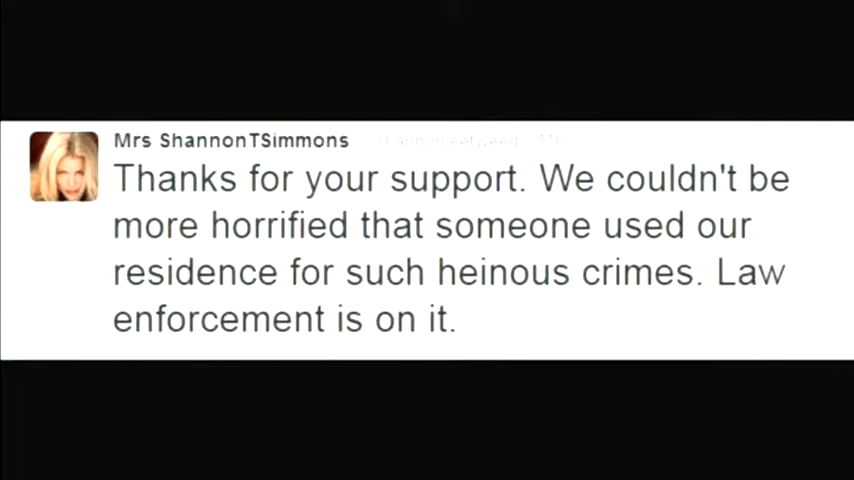 Mrs ShannonTSimmons
Thanks for your support. We couldn't be
more horrified that someone used our
residence for such heinous crimes. Law
enforcement is on it.